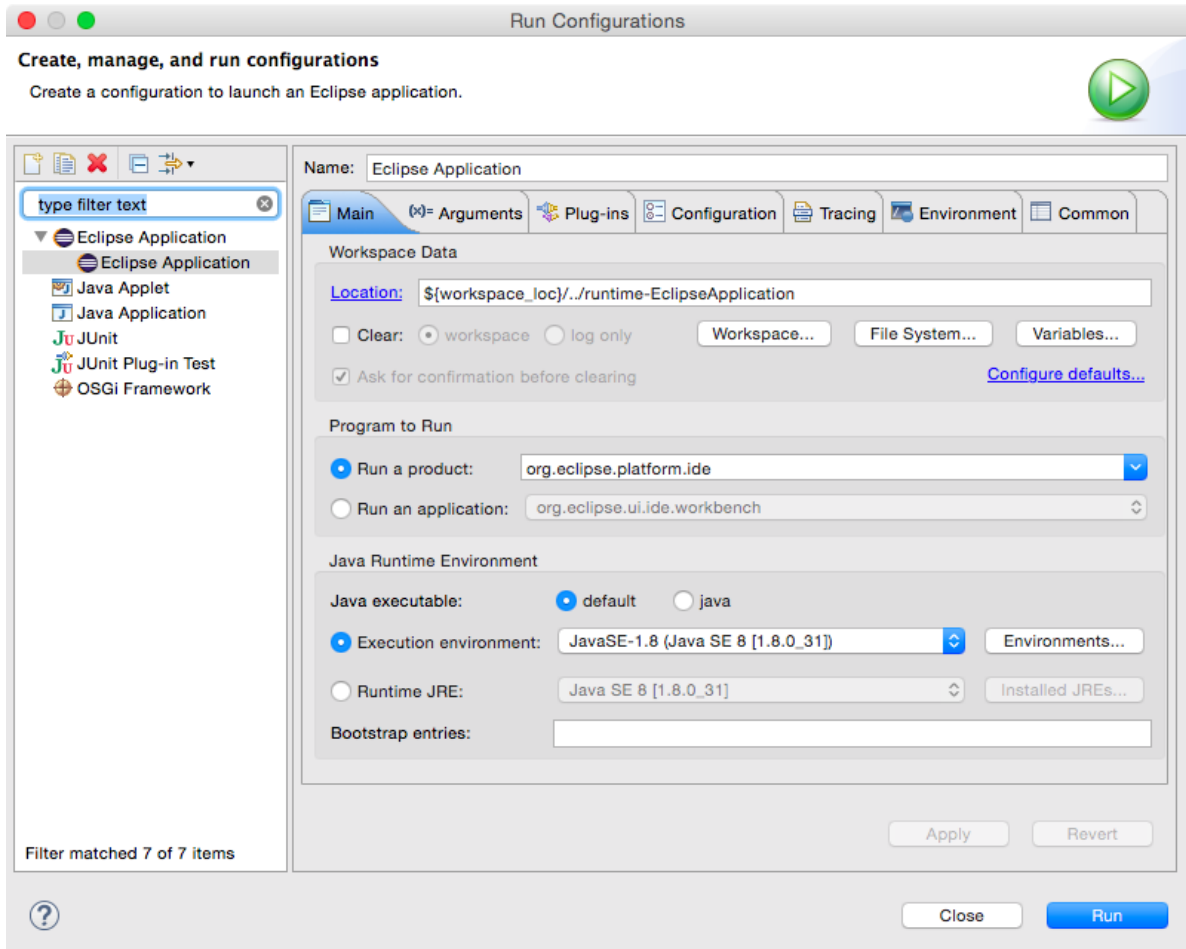 Run Configurations
Create, manage, and run configurations
Create a configuration to launch an Eclipse application.
type filter text
Eclipse Application
Eclipse Application
Java Applet
Java Application
JU JUnit
JU JUnit Plug-in Test
OSGi Framework
Filter matched 7 of 7 items
Name: Eclipse Application
Main (x)= Arguments Plug-ins Configuration Tracing Environment Common
Workspace Data
Location: ${workspace_loc}/../runtime-EclipseApplication
Clear: workspace log only Workspace... File System... Variables...
Ask for confirmation before clearing Configure defaults...
Program to Run
Run a product: org.eclipse.platform.ide
Run an application: org.eclipse.ui.ide.workbench
Java Runtime Environment
Java executable: default java
Execution environment: JavaSE-1.8 (Java SE 8 [1.8.0_31]) Environments...
Runtime JRE: Java SE 8 [1.8.0_31] Installed JREs...
Bootstrap entries:
Apply Revert
? Close Run